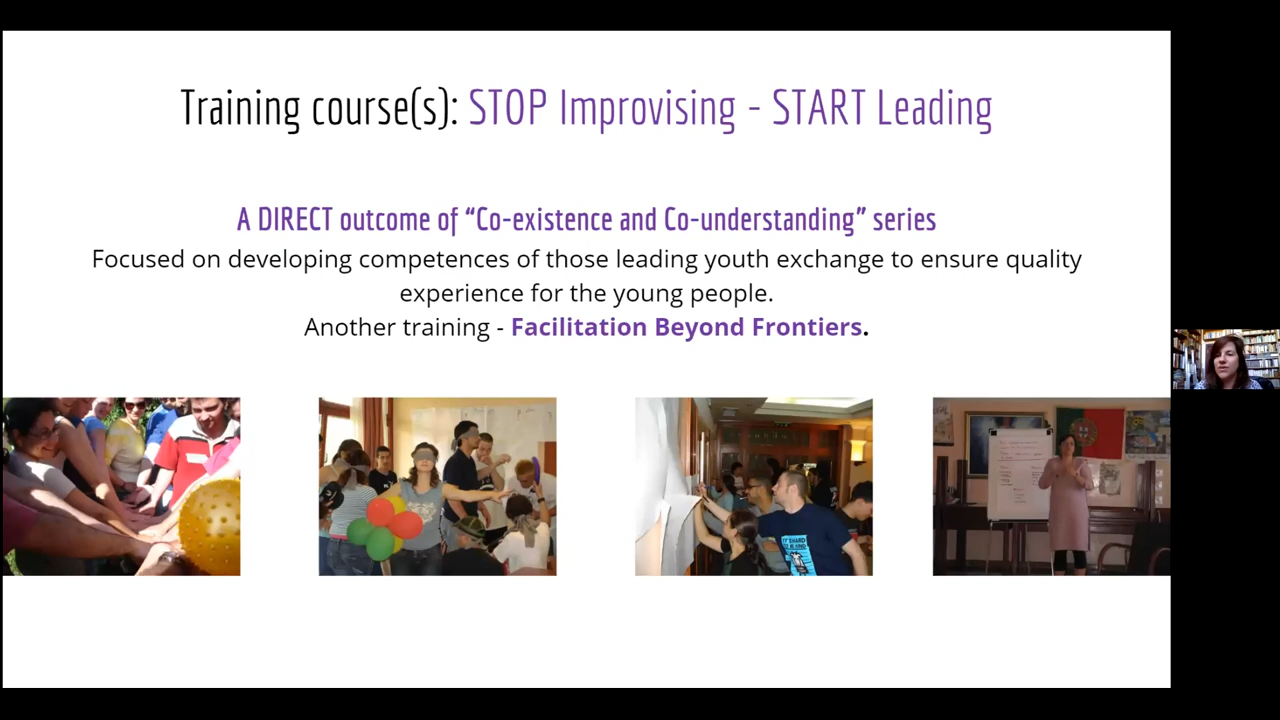 Training course(s): STOP Improvising - START Leading
A DIRECT outcome of “Co-existence and Co-understanding” series
Focused on developing competences of those leading youth exchange to ensure quality
experience for the young people.
Another training - Facilitation Beyond Frontiers.